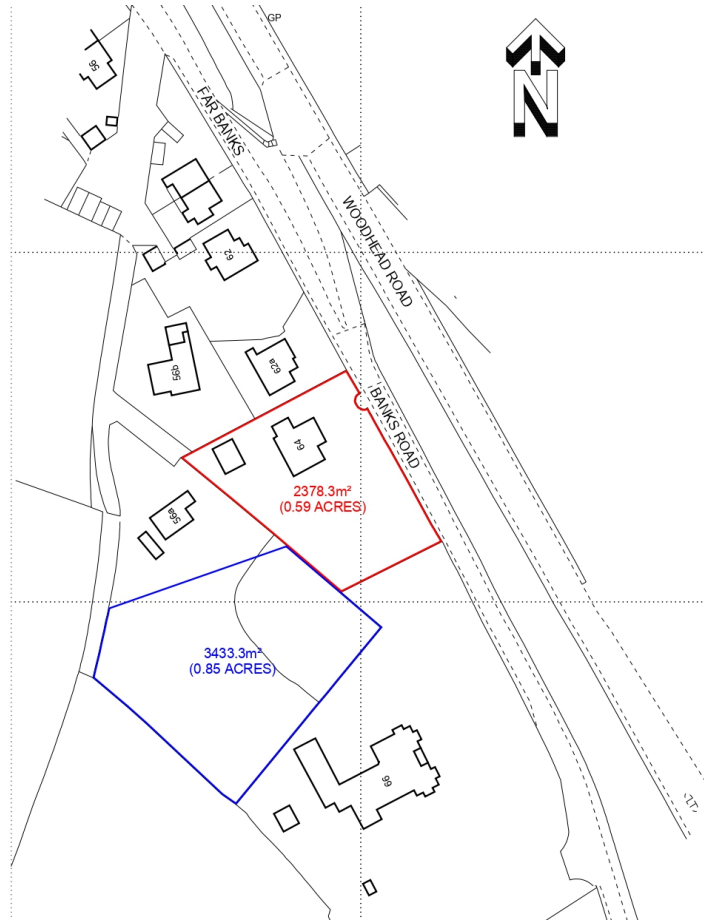 GP
56
FAR BANKS
N
WOODHEAD ROAD
62
56b
62a
BANKS ROAD
64
2378.3m²
(0.59 ACRES)
56a
3433.3m²
(0.85 ACRES)
66